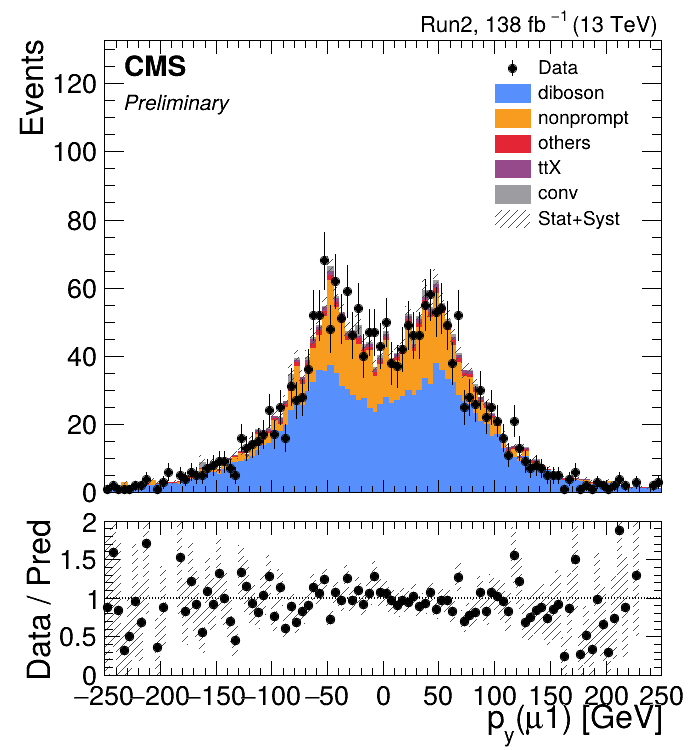 Run2, 138 fb⁻¹ (13 TeV)
CMS
Preliminary
Data
diboson
nonprompt
others
ttX
conv
Stat+Syst
Events
120
100
80
60
40
20
0
Data / Pred
2
1.5
1
0.5
0
−250 −200 −150 −100 −50 0 50 100 150 200 250
p_y(μ1) [GeV]